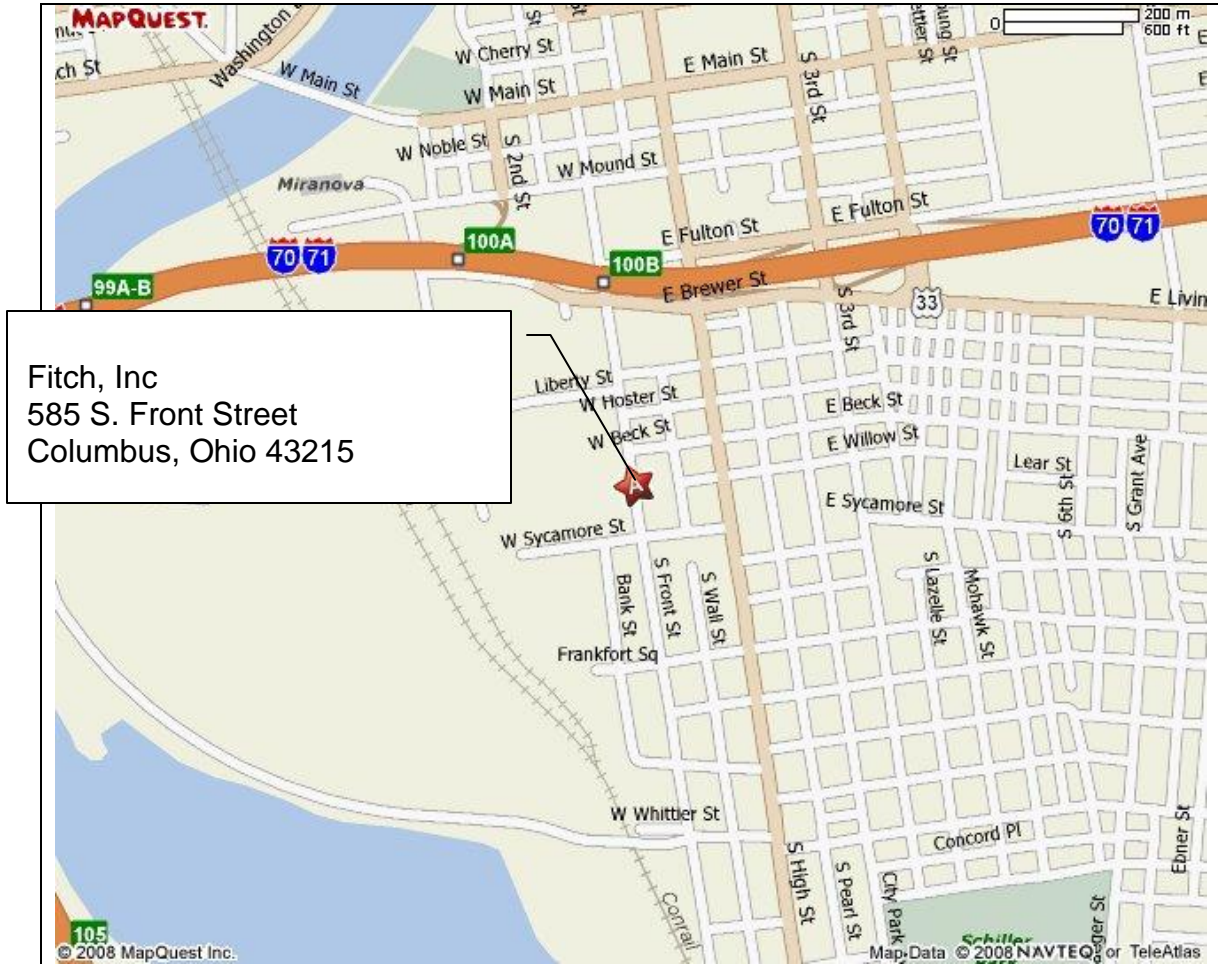 MAPQUEST.
200 m
0
600 ft
ch St
Washington
W Main St
W Cherry St
W Main St
E Main St
S 3rd St
W Noble St
S 2nd St
W Mound St
Miranova
E Fulton St
E Fulton St
70 71
70 71
100A
100B
99A-B
E Brewer St
33
E Livin
S 3rd St
Fitch, Inc
585 S. Front Street
Columbus, Ohio 43215
Liberty St
W Hoster St
E Beck St
W Beck St
E Willow St
Lear St
S 6th St
S Grant Ave
A
E Sycamore St
W Sycamore St
Bank St
S Front St
S Wall St
S Lazelle St
Mohawk St
Frankfort Sq
W Whittier St
Concord Pl
Ebner St
S High St
S Pearl St
City Park
Conrail
Schiller
105
© 2008 MapQuest Inc.
Map Data © 2008 NAVTEQ or TeleAtlas